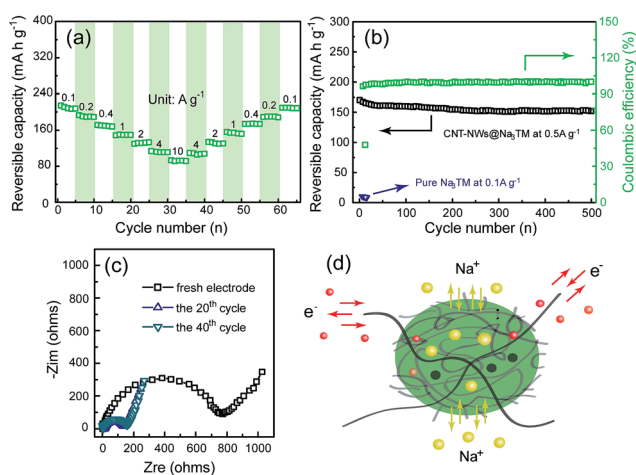 (a)
Reversible capacity (mA h g⁻¹)
400
320
240
160
80
0
0.1
0.2
0.4
1
2
4
10
4
2
1
0.4
0.2
0.1
Unit: A g⁻¹
0 10 20 30 40 50 60
Cycle number (n)
(b)
Reversible capacity (mA h g⁻¹)
300
250
200
150
100
50
0
CNT-NWs@Na₃TM at 0.5A g⁻¹
Pure Na₃TM at 0.1A g⁻¹
0 100 200 300 400 500
Cycle number (n)
150
120
90
60
30
0
Coulombic efficiency (%)
(c)
-Zim (ohms)
1000
800
600
400
200
0
fresh electrode
the 20ᵗʰ cycle
the 40ᵗʰ cycle
0 200 400 600 800 1000
Zre (ohms)
(d)
Na⁺
e⁻
e⁻
Na⁺